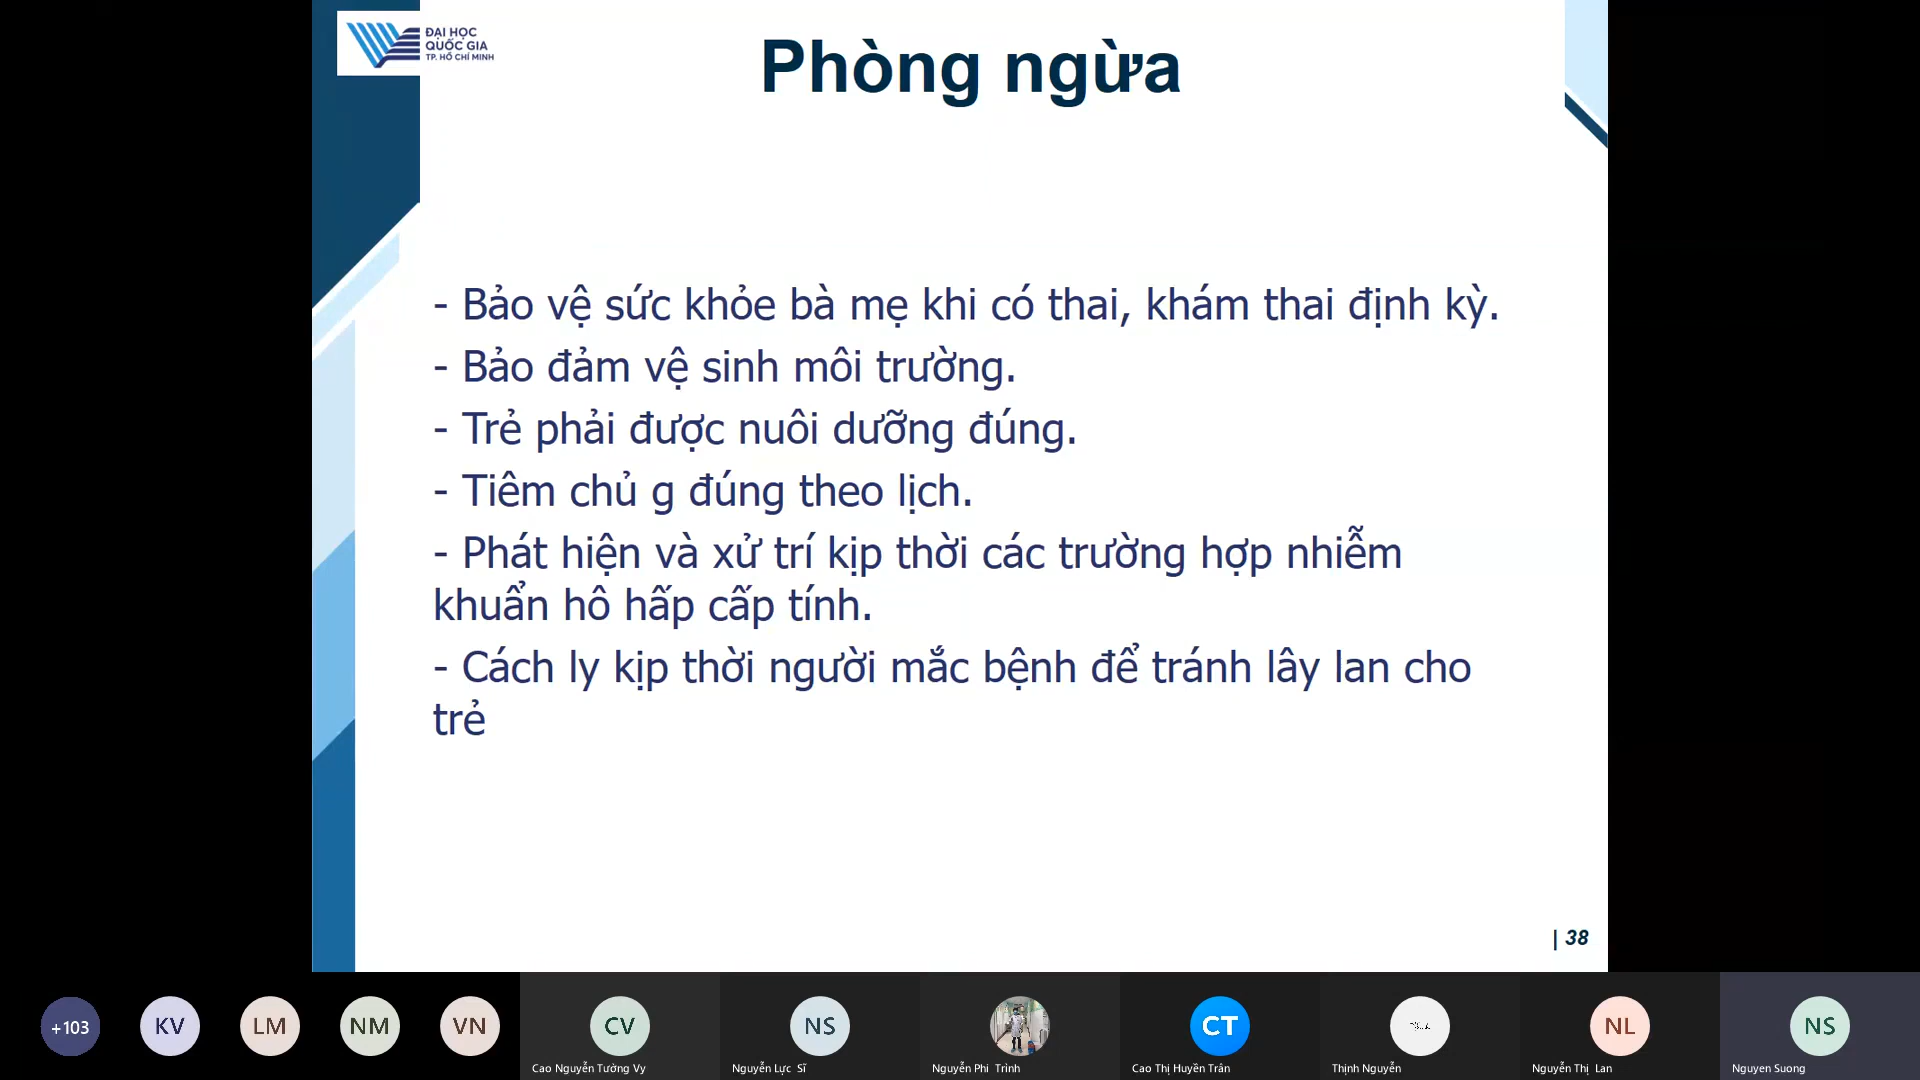 ĐẠI HỌC
QUỐC GIA
TP. HỒ CHÍ MINH
Phòng ngừa
- Bảo vệ sức khỏe bà mẹ khi có thai, khám thai định kỳ.
- Bảo đảm vệ sinh môi trường.
- Trẻ phải được nuôi dưỡng đúng.
- Tiêm chủ g đúng theo lịch.
- Phát hiện và xử trí kịp thời các trường hợp nhiễm
khuẩn hô hấp cấp tính.
- Cách ly kịp thời người mắc bệnh để tránh lây lan cho
trẻ
| 38
+103
KV
LM
NM
VN
CV
NS
CT
NL
NS
Cao Nguyễn Tường Vy
Nguyễn Lực Sĩ
Nguyễn Phi Trình
Cao Thị Huyền Trân
Thịnh Nguyễn
Nguyễn Thị Lan
Nguyen Suong